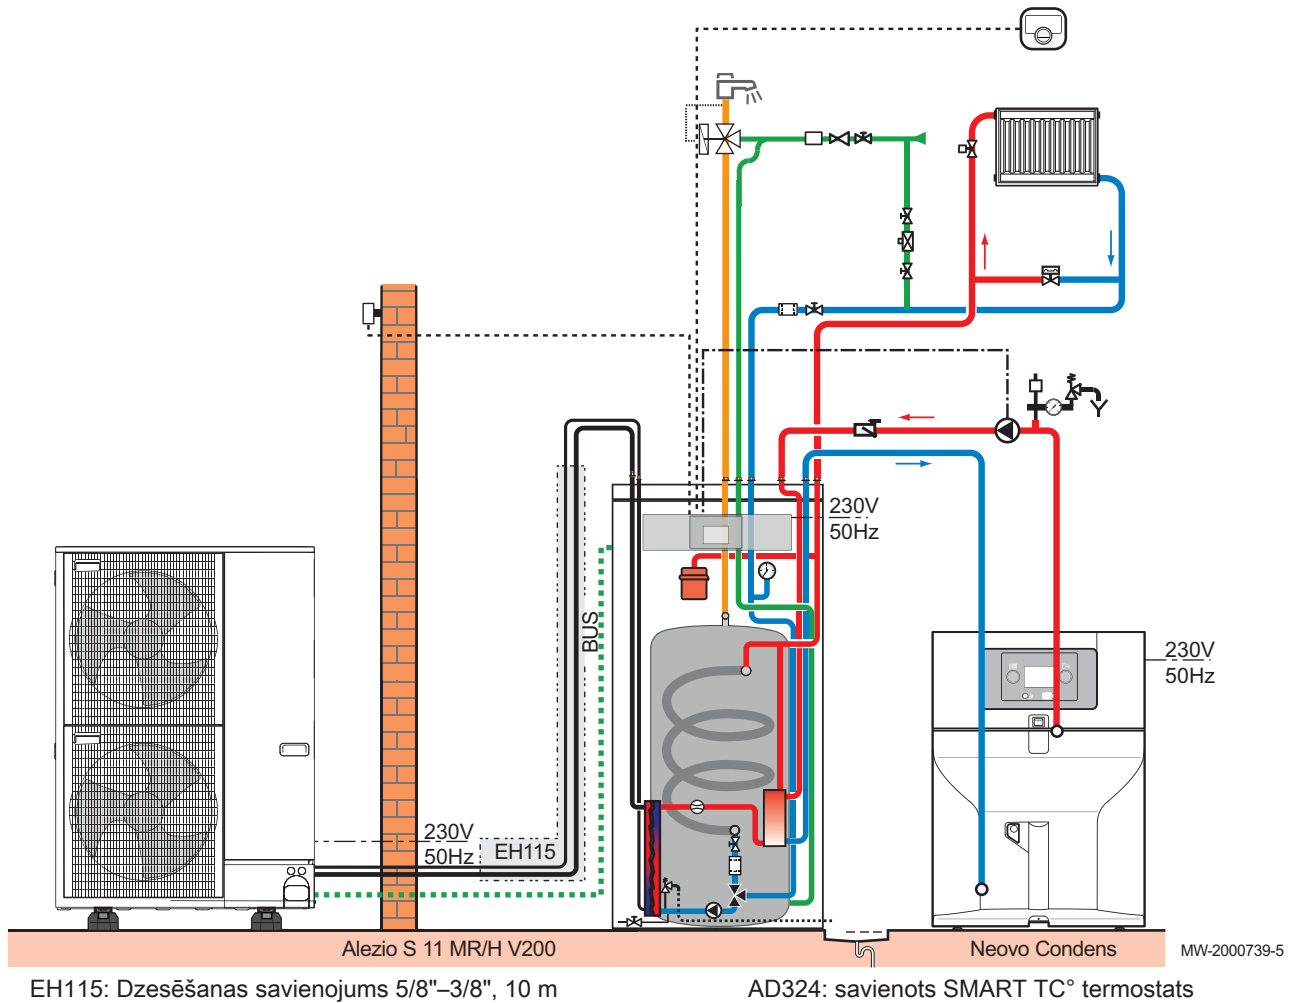 230V
50Hz
BUS
230V
50Hz
230V
50Hz
EH115
Alezio S 11 MR/H V200
Neovo Condens
MW-2000739-5
EH115: Dzesēšanas savienojums 5/8"–3/8", 10 m
AD324: savienots SMART TC° termostats